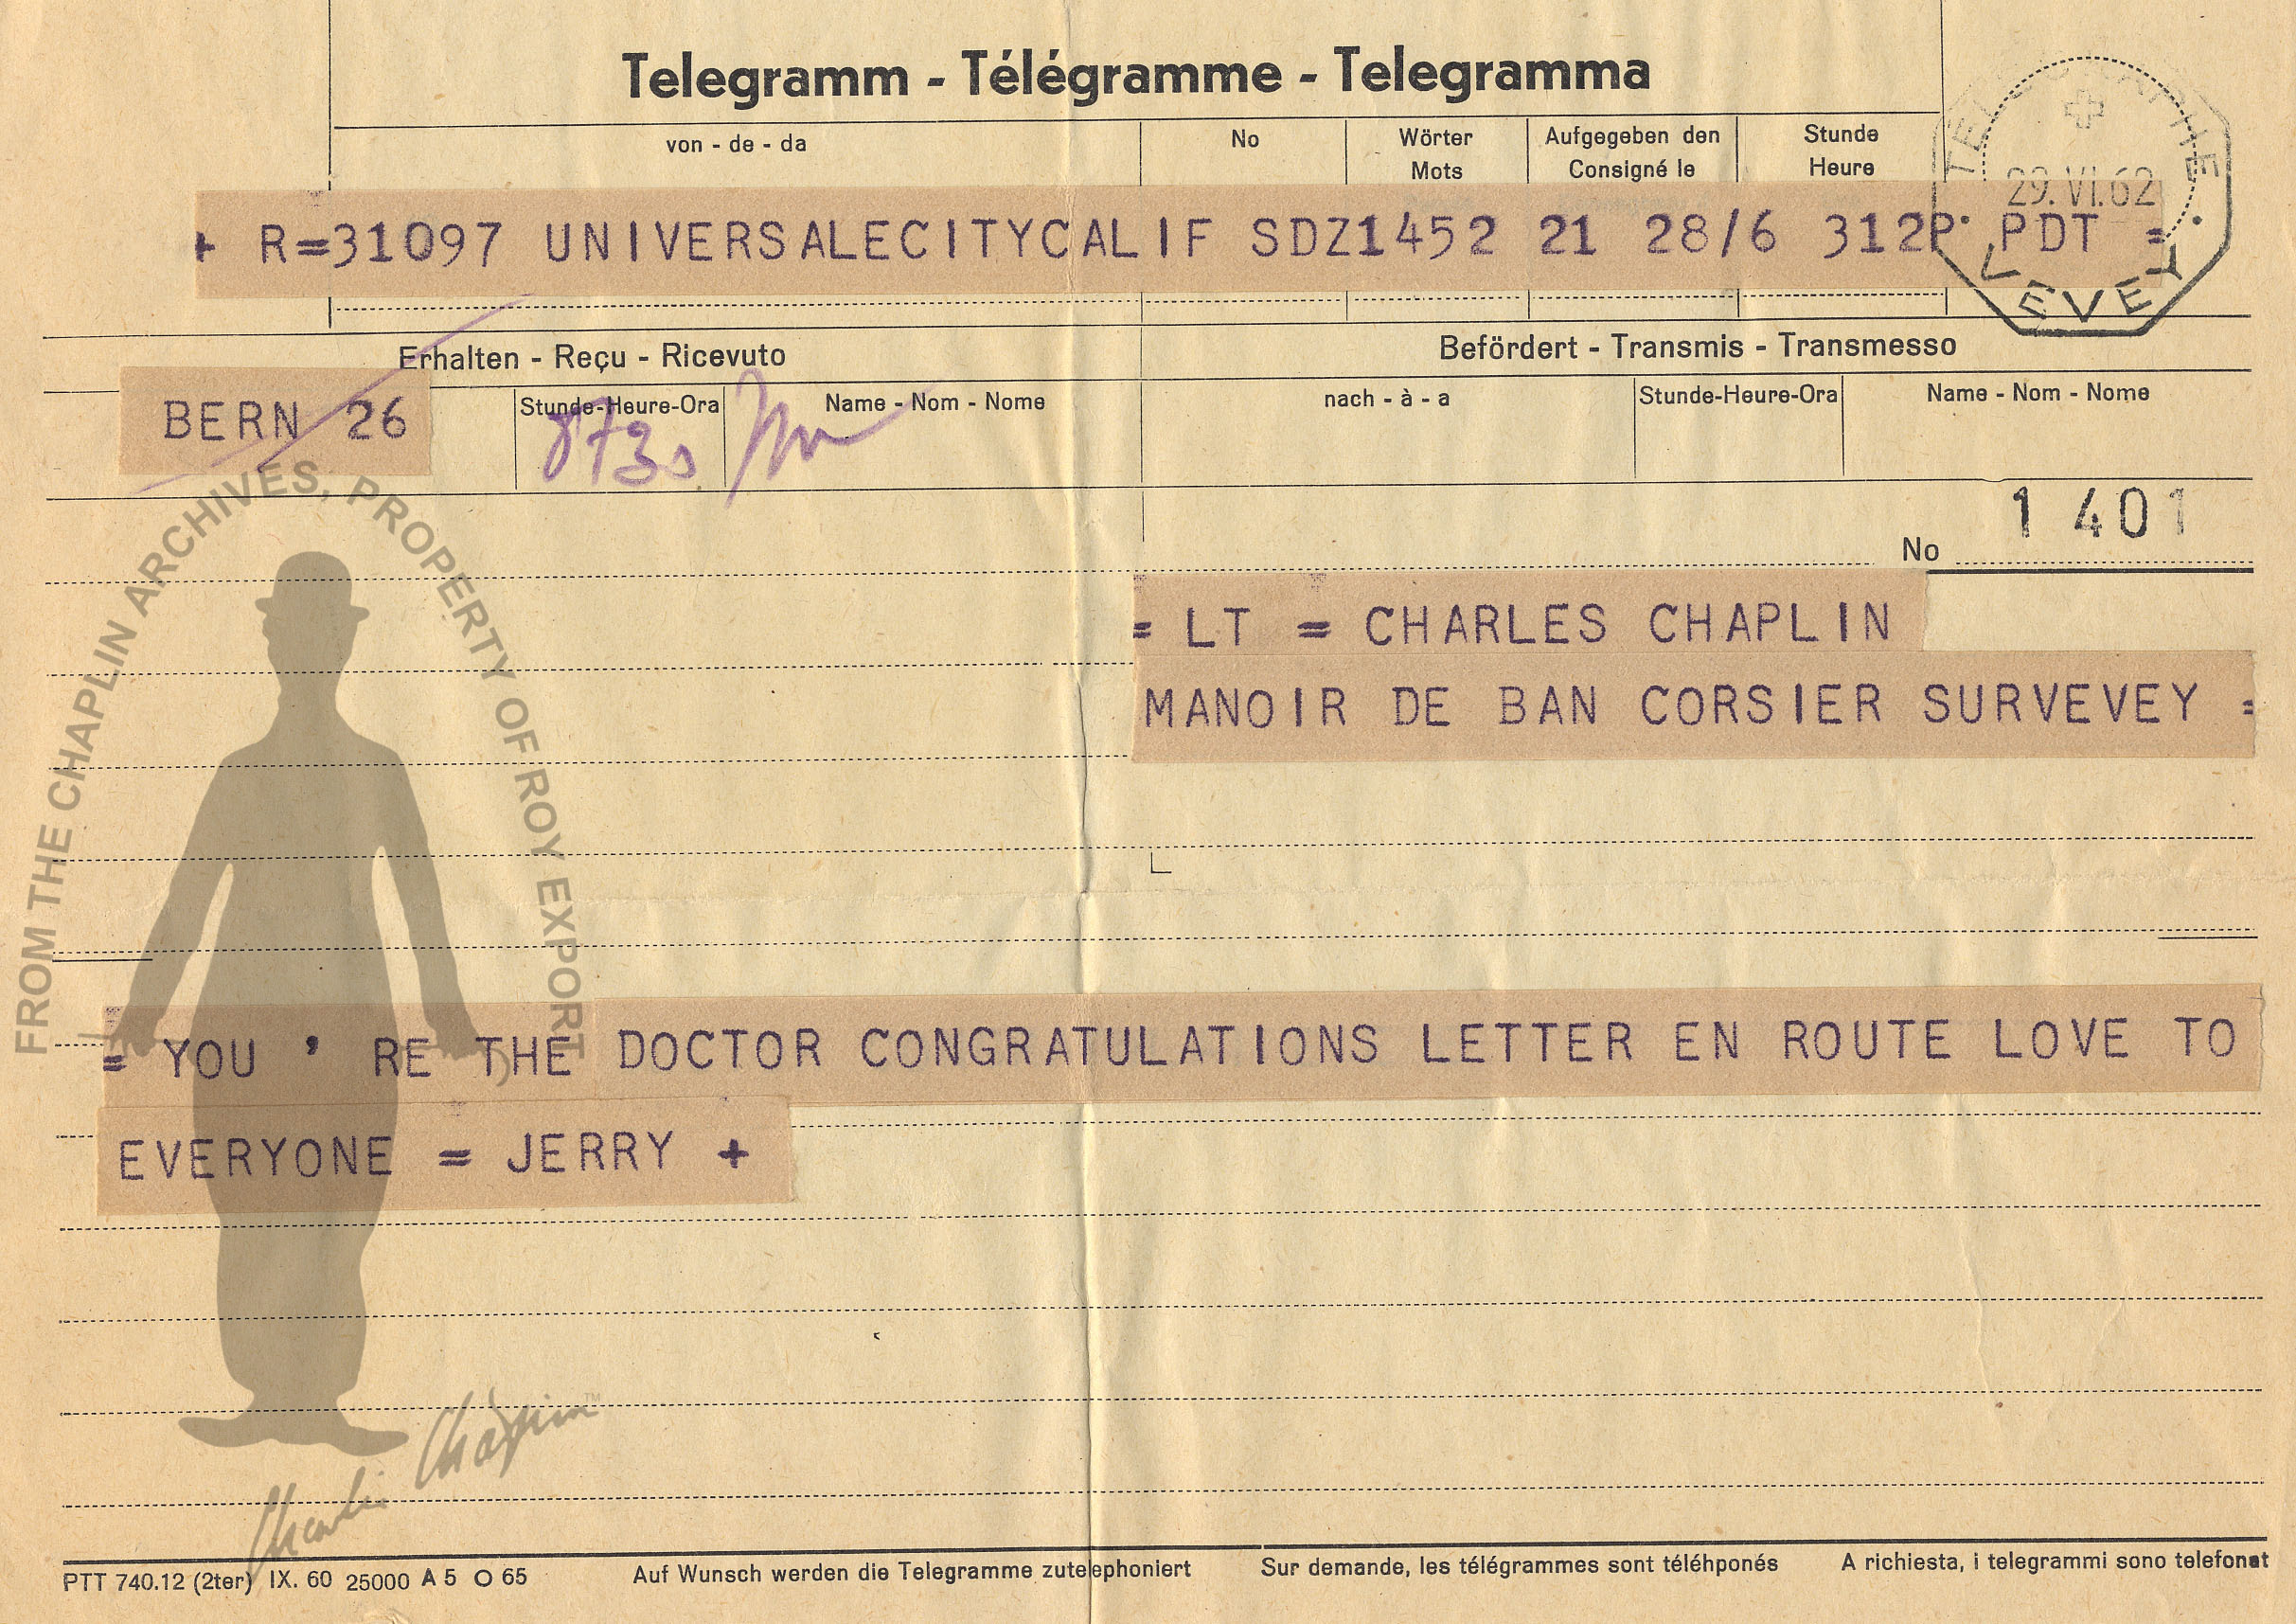 Telegramm - Télégramme - Telegramma
von - de - da
No
Wörter
Mots
Aufgegeben den
Consigné le
Stunde
Heure
TELEGRAPHE
29.VI.62
VEVEY
+ R=31097 UNIVERSALECITYCALIF SDZ1452 21 28/6 312P PDT =
Erhalten - Reçu - Ricevuto
Befördert - Transmis - Transmesso
BERN 26
Stunde-Heure-Ora
Name - Nom - Nome
nach - à - a
Stunde-Heure-Ora
Name - Nom - Nome
No 1 401
= LT = CHARLES CHAPLIN
MANOIR DE BAN CORSIER SURVEVEY =
= YOU ' RE THE DOCTOR CONGRATULATIONS LETTER EN ROUTE LOVE TO
EVERYONE = JERRY +
FROM THE CHAPLIN ARCHIVES, PROPERTY OF ROY EXPORT
Charlie Chaplin™
PTT 740.12 (2ter) IX. 60 25000 A 5 O 65
Auf Wunsch werden die Telegramme zutelephoniert
Sur demande, les télégrammes sont téléhponés
A richiesta, i telegrammi sono telefonat